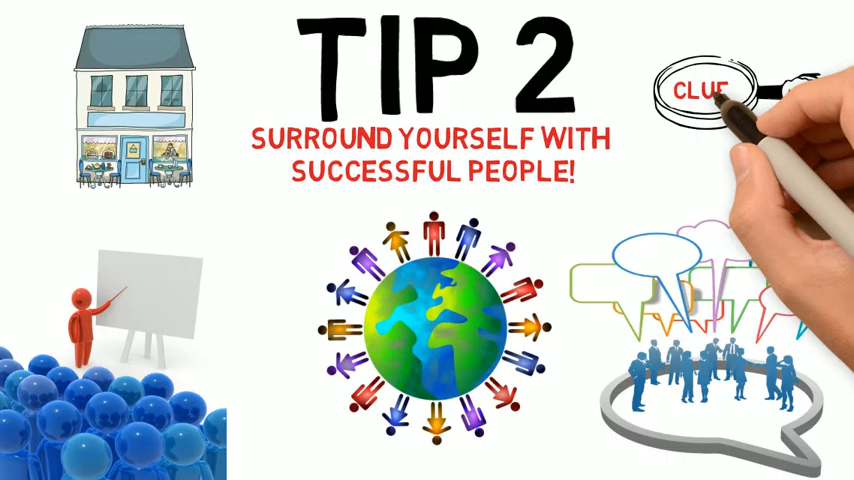 TIP 2
SURROUND YOURSELF WITH
SUCCESSFUL PEOPLE!
CLUE